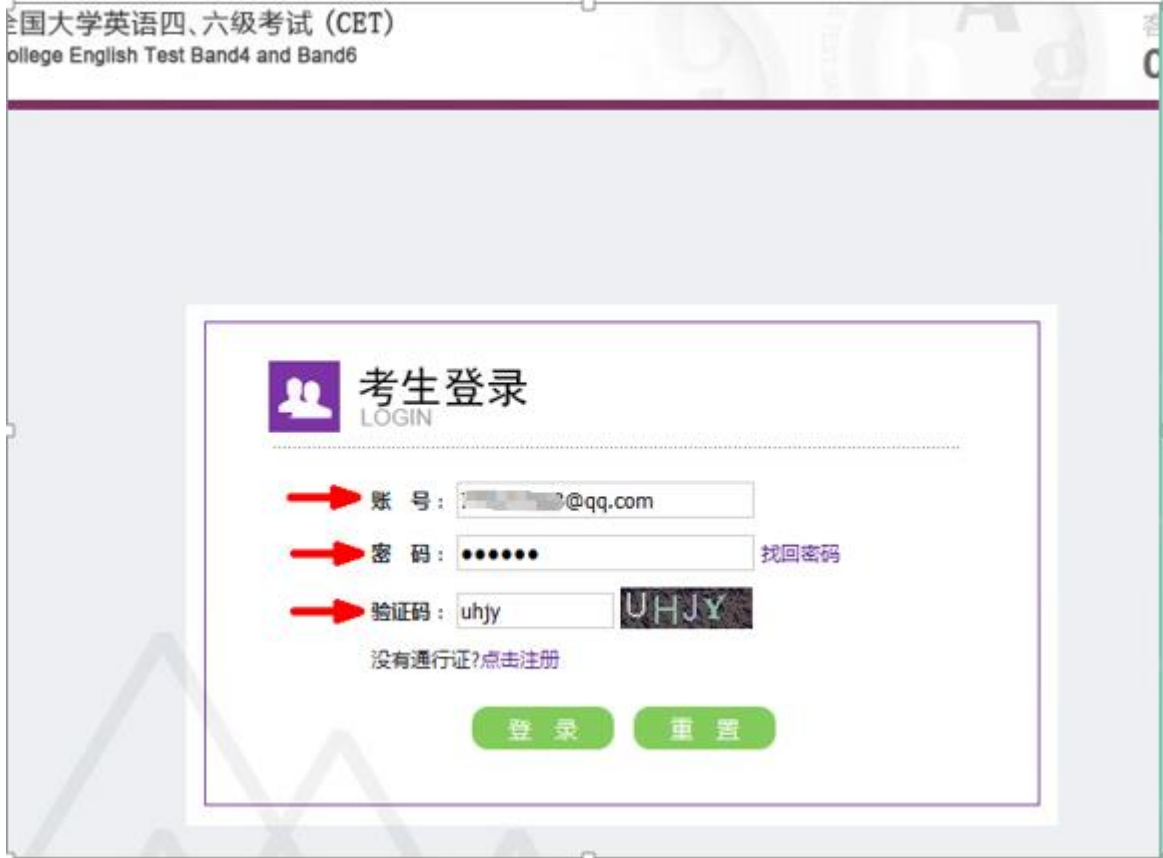 全国大学英语四、六级考试 (CET)
ollege English Test Band4 and Band6
考生登录
LOGIN
账 号： @qq.com
密 码： ●●●●●● 找回密码
验证码： uhjy UHJY
没有通行证?点击注册
登 录 重 置